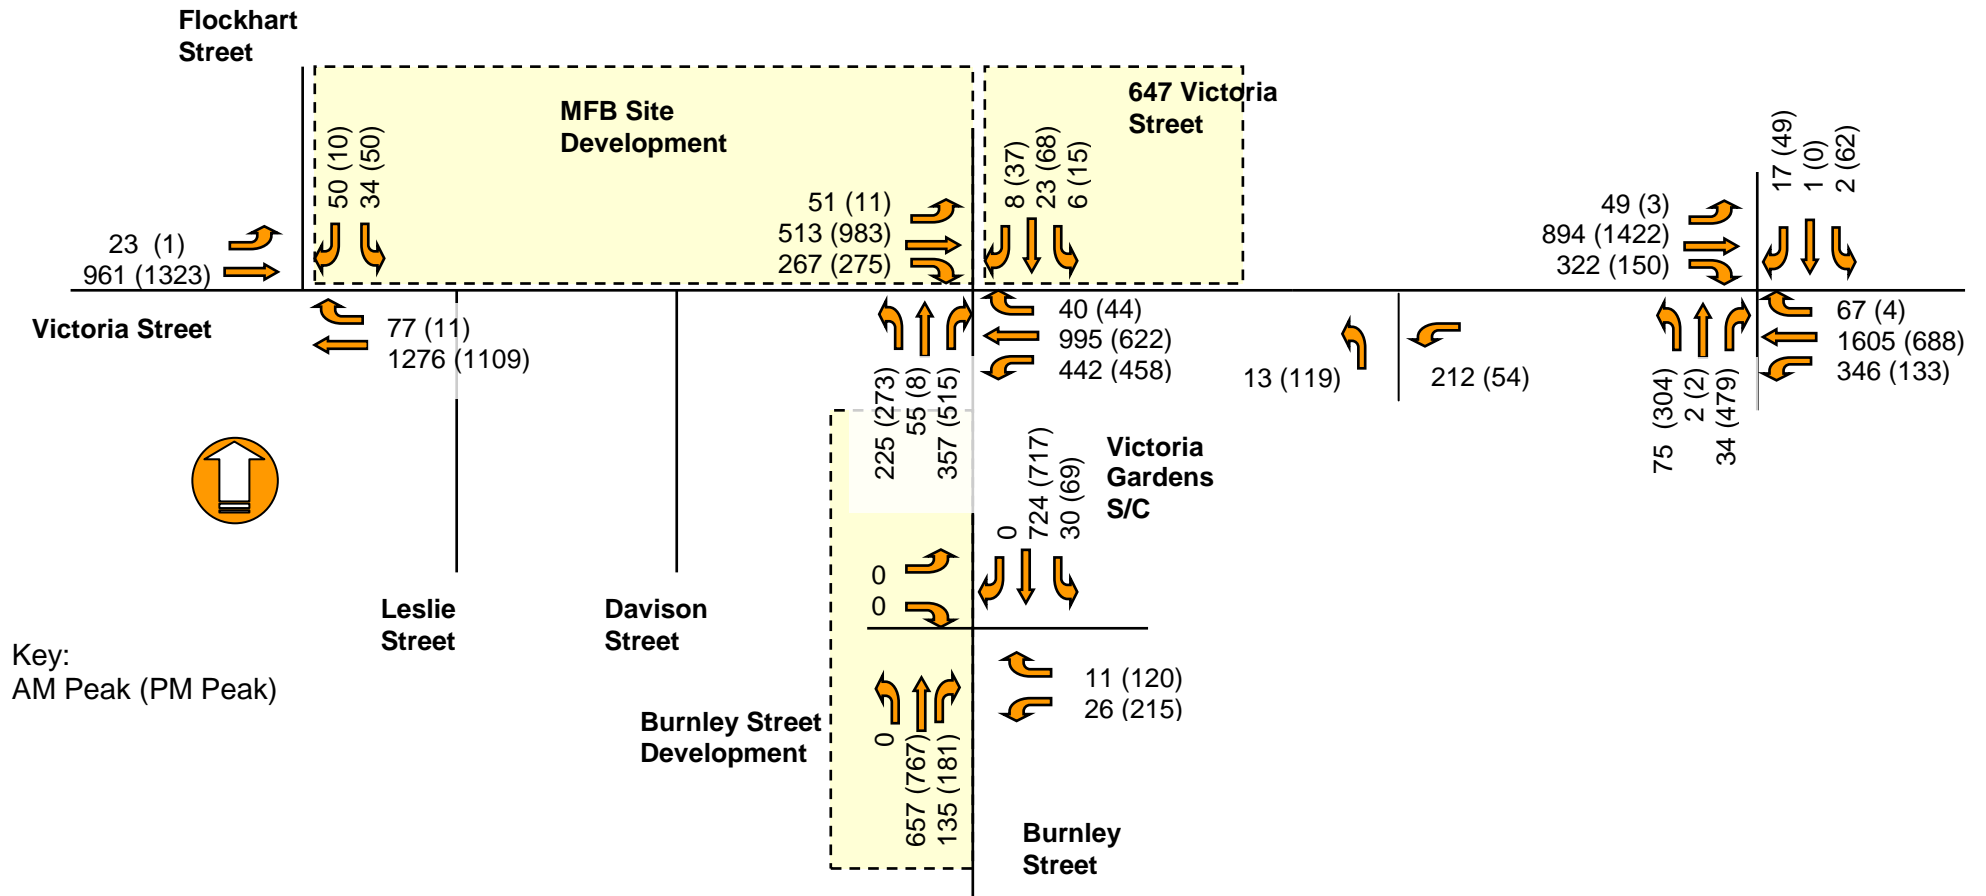 Flockhart
Street
MFB Site
Development
647 Victoria
Street
50 (10)
34 (50)
23 (1)
961 (1323)
51 (11)
513 (983)
267 (275)
8 (37)
23 (68)
6 (15)
49 (3)
894 (1422)
322 (150)
17 (49)
1 (0)
2 (62)
Victoria Street
77 (11)
1276 (1109)
225 (273)
55 (8)
357 (515)
40 (44)
995 (622)
442 (458)
13 (119)
212 (54)
75 (304)
2 (2)
34 (479)
67 (4)
1605 (688)
346 (133)
Victoria
Gardens
S/C
0
724 (717)
30 (69)
0
0
Leslie
Street
Davison
Street
Key:
AM Peak (PM Peak)
Burnley Street
Development
0
657 (767)
135 (181)
11 (120)
26 (215)
Burnley
Street